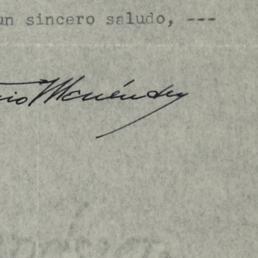 un sincero saludo, ---
Menéndez